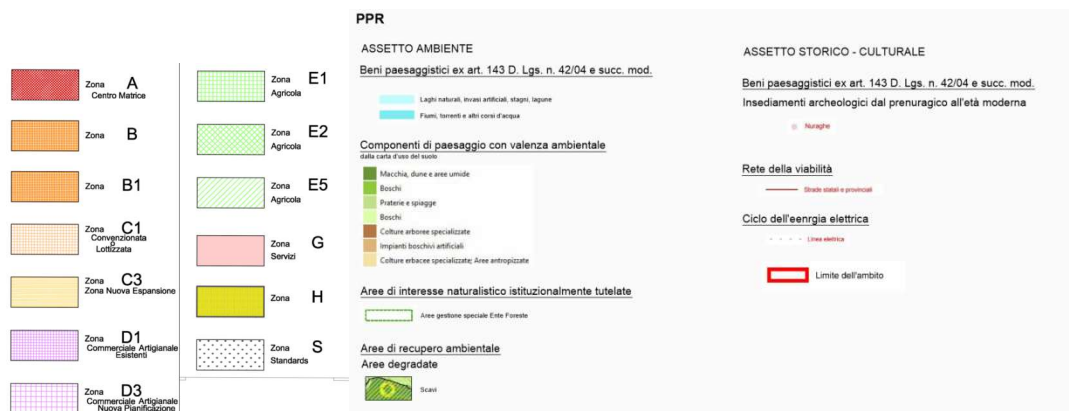 Zona A
Centro Matrice
Zona B
Zona B1
Zona C1
Convenzionata
o
Lottizzata
Zona C3
Zona Nuova Espansione
Zona D1
Commerciale Artigianale
Esistenti
Zona D3
Commerciale Artigianale
Nuova Pianificazione
Zona E1
Agricola
Zona E2
Agricola
Zona E5
Agricola
Zona G
Servizi
Zona H
Zona S
Standards
PPR
ASSETTO AMBIENTE
Beni paesaggistici ex art. 143 D. Lgs. n. 42/04 e succ. mod.
Laghi naturali, invasi artificiali, stagni, lagune
Fiumi, torrenti e altri corsi d'acqua
Componenti di paesaggio con valenza ambientale
dalla carta d'uso del suolo
Macchia, dune e aree umide
Boschi
Praterie e spiagge
Boschi
Colture arboree specializzate
Impianti boschivi artificiali
Colture erbacee specializzate; Aree antropizzate
Aree di interesse naturalistico istituzionalmente tutelate
Aree gestione speciale Ente Foreste
Aree di recupero ambientale
Aree degradate
Scavi
ASSETTO STORICO - CULTURALE
Beni paesaggistici ex art. 143 D. Lgs. n. 42/04 e succ. mod.
Insediamenti archeologici dal prenuragico all'età moderna
Nuraghe
Rete della viabilità
Strade statali e provinciali
Ciclo dell'eenrgia elettrica
Linea elettrica
Limite dell'ambito